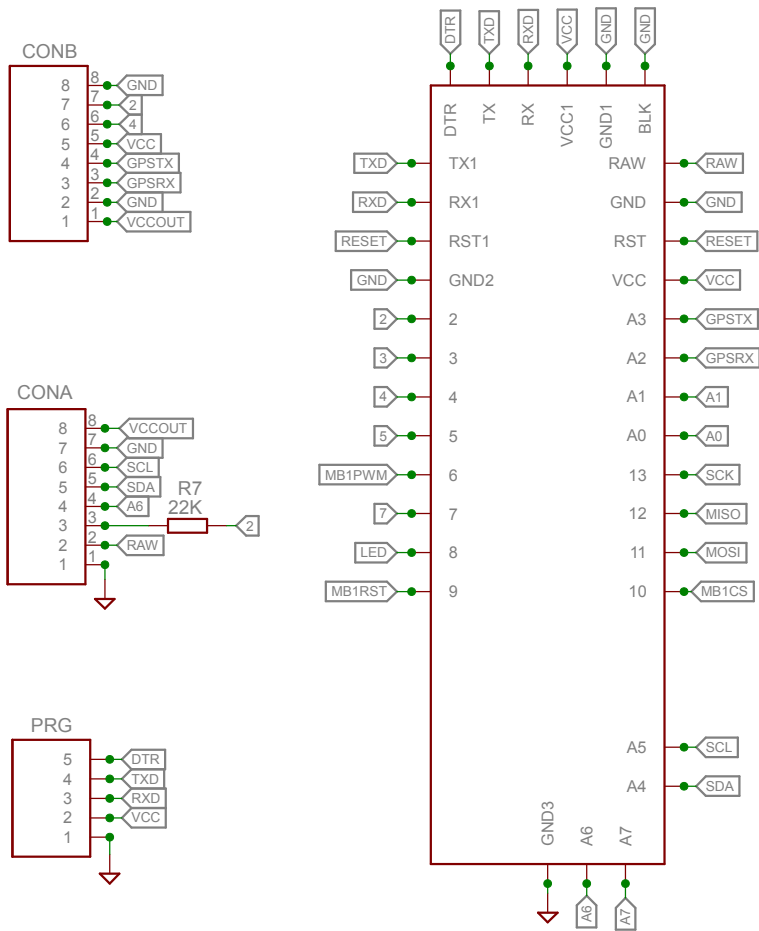 CONB
8 8 GND
7 7 2
6 6 4
5 5 VCC
4 4 GPSTX
3 3 GPSRX
2 2 GND
1 1 VCCOUT
CONA
8 8 VCCOUT
7 7 GND
6 6 SCL
5 5 SDA
4 4 A6
3 3 R7 22K 2
2 2 RAW
1 1
PRG
5 DTR
4 TXD
3 RXD
2 VCC
1
DTR TXD RXD VCC GND GND
DTR TX RX VCC1 GND1 BLK
TXD TX1 RAW RAW
RXD RX1 GND GND
RESET RST1 RST RESET
GND GND2 VCC VCC
2 2 A3 GPSTX
3 3 A2 GPSRX
4 4 A1 A1
5 5 A0 A0
MB1PWM 6 13 SCK
7 7 12 MISO
LED 8 11 MOSI
MB1RST 9 10 MB1CS
A5 SCL
A4 SDA
GND3 A6 A7
A6 A7